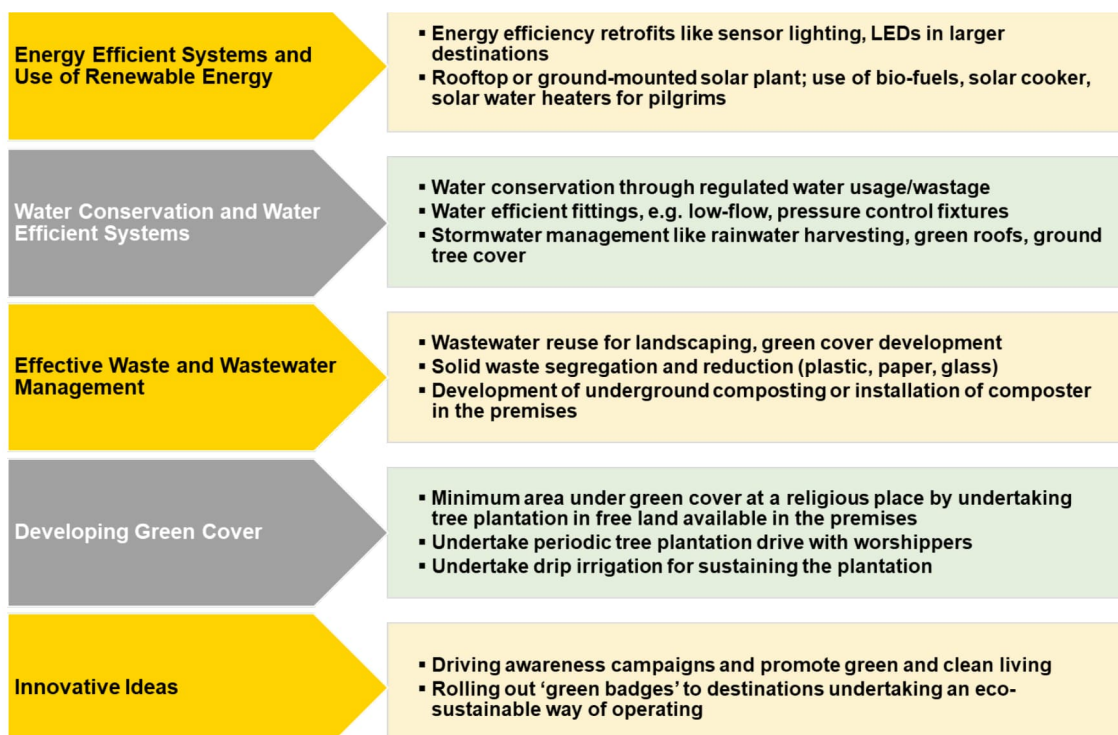 Energy Efficient Systems and
Use of Renewable Energy
▪ Energy efficiency retrofits like sensor lighting, LEDs in larger
destinations
▪ Rooftop or ground-mounted solar plant; use of bio-fuels, solar cooker,
solar water heaters for pilgrims
Water Conservation and Water
Efficient Systems
▪ Water conservation through regulated water usage/wastage
▪ Water efficient fittings, e.g. low-flow, pressure control fixtures
▪ Stormwater management like rainwater harvesting, green roofs, ground
tree cover
Effective Waste and Wastewater
Management
▪ Wastewater reuse for landscaping, green cover development
▪ Solid waste segregation and reduction (plastic, paper, glass)
▪ Development of underground composting or installation of composter
in the premises
Developing Green Cover
▪ Minimum area under green cover at a religious place by undertaking
tree plantation in free land available in the premises
▪ Undertake periodic tree plantation drive with worshippers
▪ Undertake drip irrigation for sustaining the plantation
Innovative Ideas
▪ Driving awareness campaigns and promote green and clean living
▪ Rolling out ‘green badges’ to destinations undertaking an eco-
sustainable way of operating